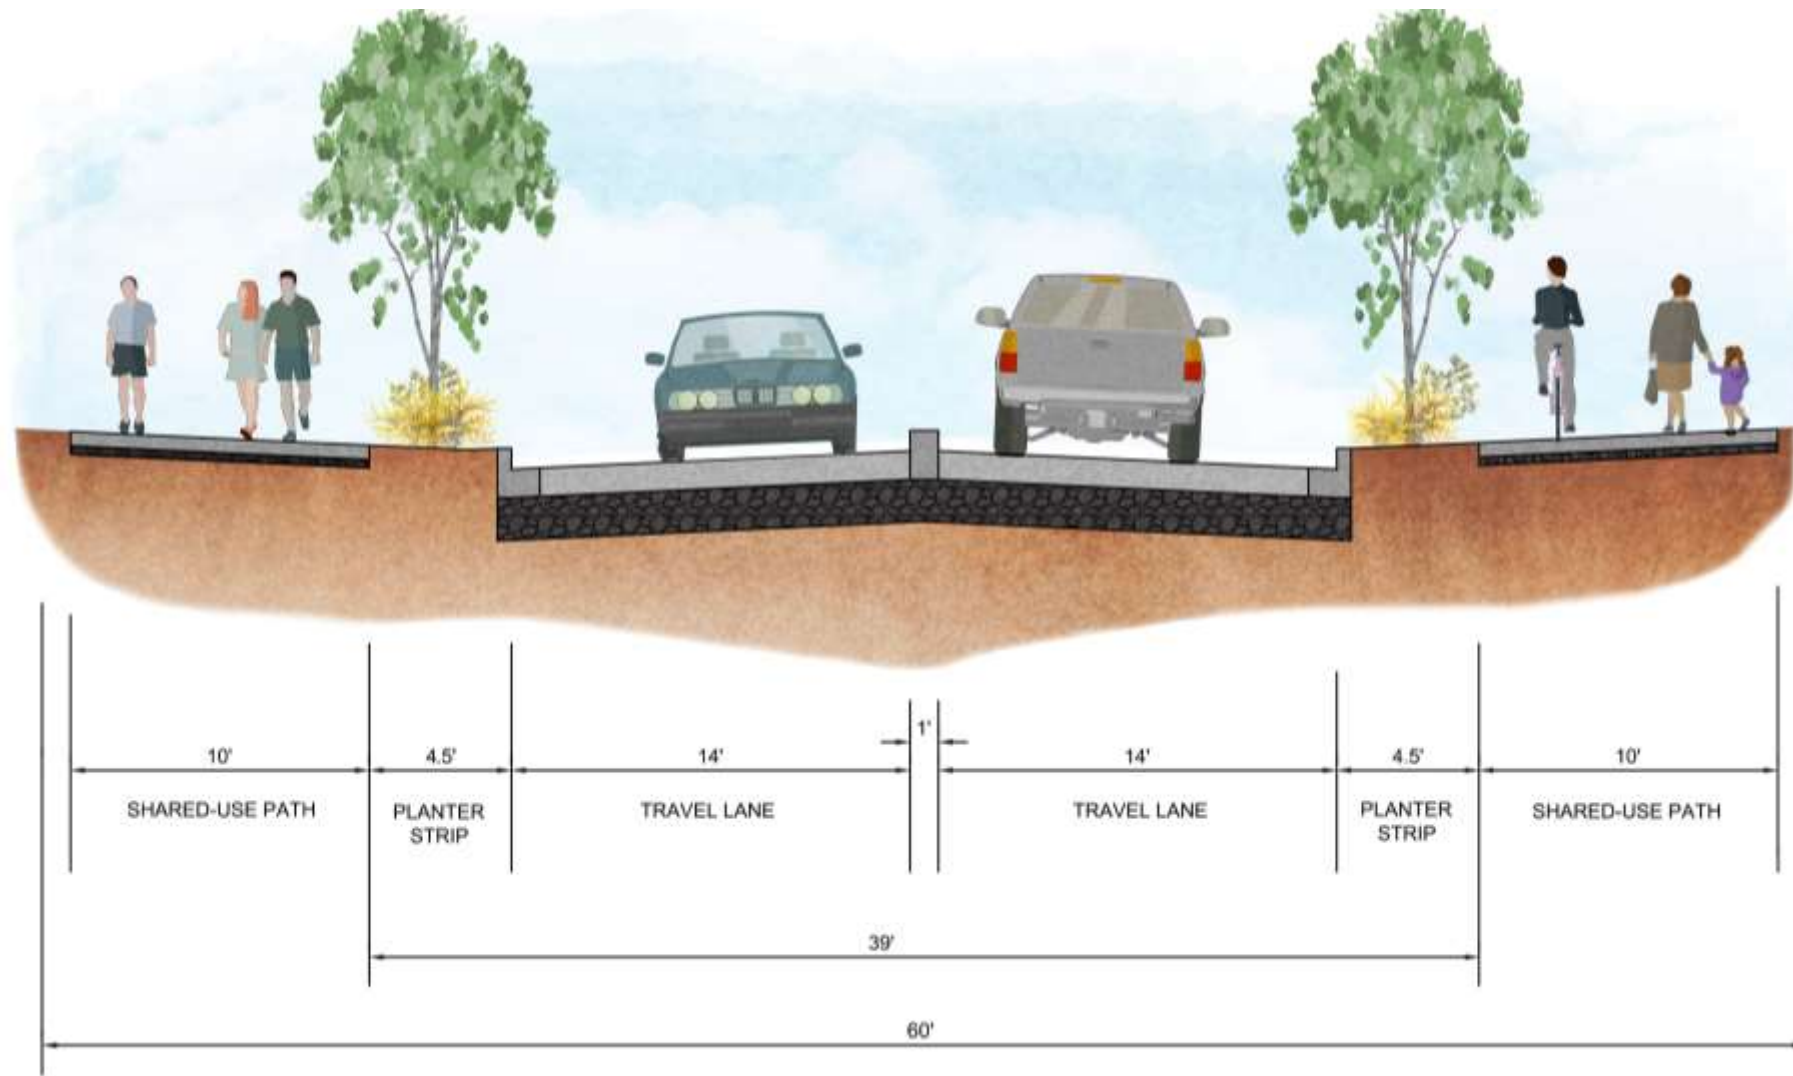 1'
10'
4.5'
14'
14'
4.5'
10'
SHARED-USE PATH
PLANTER
STRIP
TRAVEL LANE
TRAVEL LANE
PLANTER
STRIP
SHARED-USE PATH
39'
60'